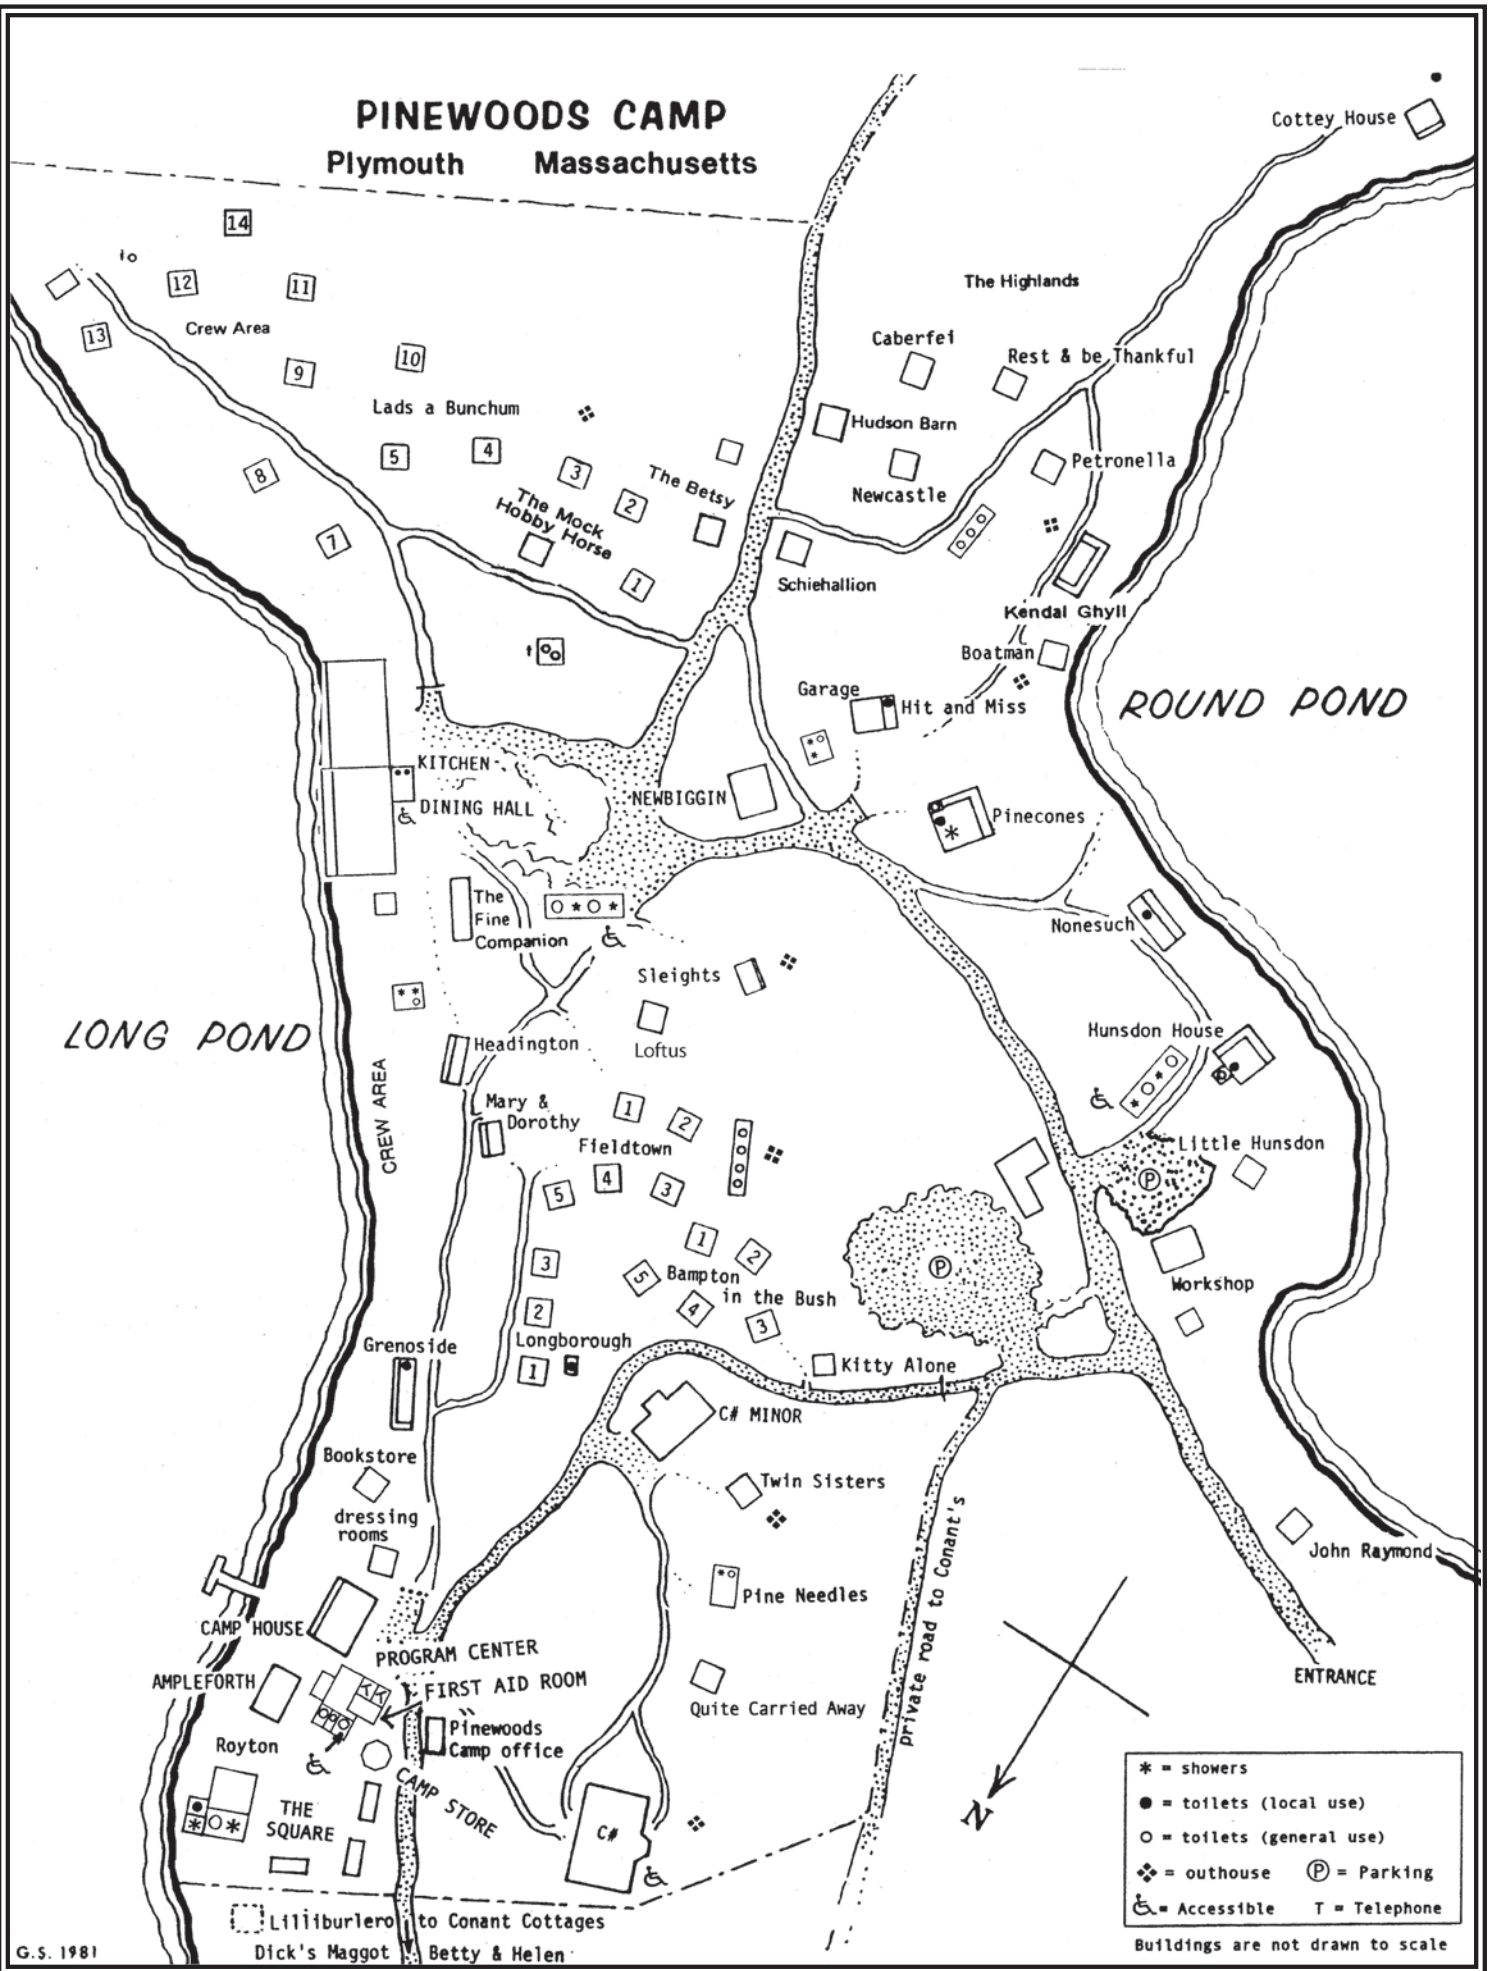 PINEWOODS CAMP
Plymouth Massachusetts
Cottey House
14
12
11
13
Crew Area
The Highlands
Caberfei
Rest & be Thankful
10
9
Lads a Bunchum
Hudson Barn
5
4
3
8
2
The Betsy
Newcastle
Petronella
The Mock
Hobby Horse
7
1
Schiehallion
Kendal Ghyll
Boatman
Garage
Hit and Miss
ROUND POND
KITCHEN
DINING HALL
NEWBIGGIN
Pinecones
The
Fine
Companion
Nonesuch
Sleights
LONG POND
Loftus
Headington
Hunsdon House
CREW AREA
Mary &
Dorothy
1
2
Fieldtown
4
3
5
Little Hunsdon
P
1
2
3
5
Bampton
in the Bush
4
3
P
Workshop
2
Longborough
1
Grenoside
Kitty Alone
C# MINOR
Bookstore
Twin Sisters
dressing
rooms
John Raymond
Pine Needles
private road to Conant's
CAMP HOUSE
PROGRAM CENTER
AMPLEFORTH
FIRST AID ROOM
Quite Carried Away
ENTRANCE
Pinewoods
Camp office
Royton
CAMP STORE
THE
SQUARE
C#
N
* = showers
● = toilets (local use)
○ = toilets (general use)
= outhouse
P = Parking
= Accessible
T = Telephone
Buildings are not drawn to scale
Lilliburlero to Conant Cottages
Dick's Maggot Betty & Helen
G.S. 1981